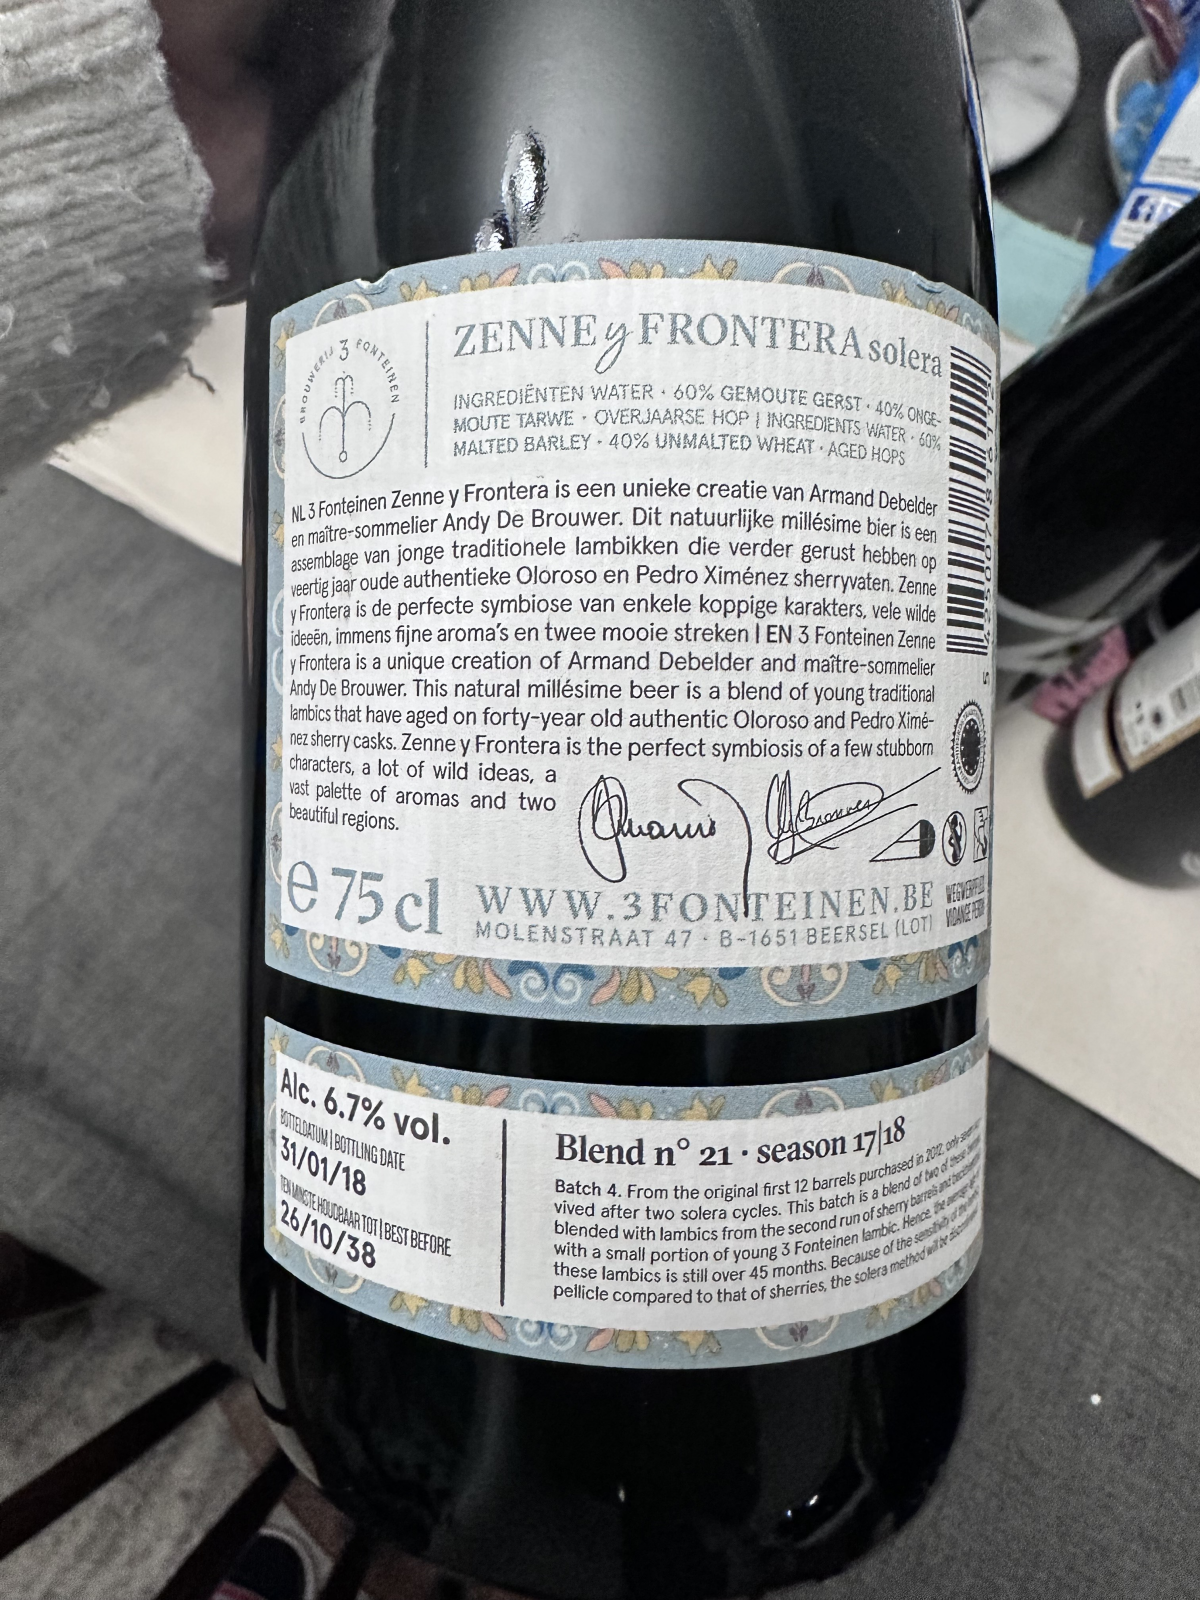 BROUWERIJ 3 FONTEINEN
ZENNE y FRONTERA solera
INGREDIËNTEN WATER · 60% GEMOUTE GERST · 40% ONGE-
MOUTE TARWE · OVERJAARSE HOP | INGREDIENTS WATER · 60%
MALTED BARLEY · 40% UNMALTED WHEAT · AGED HOPS
NL 3 Fonteinen Zenne y Frontera is een unieke creatie van Armand Debelder
en maître-sommelier Andy De Brouwer. Dit natuurlijke millésime bier is een
assemblage van jonge traditionele lambikken die verder gerust hebben op
veertig jaar oude authentieke Oloroso en Pedro Ximénez sherryvaten. Zenne
y Frontera is de perfecte symbiose van enkele koppige karakters, vele wilde
ideeën, immens fijne aroma's en twee mooie streken | EN 3 Fonteinen Zenne
y Frontera is a unique creation of Armand Debelder and maître-sommelier
Andy De Brouwer. This natural millésime beer is a blend of young traditional
lambics that have aged on forty-year old authentic Oloroso and Pedro Ximé-
nez sherry casks. Zenne y Frontera is the perfect symbiosis of a few stubborn
characters, a lot of wild ideas, a
vast palette of aromas and two
beautiful regions.
e 75 cl
WWW.3FONTEINEN.BE
MOLENSTRAAT 47 · B-1651 BEERSEL (LOT)
Alc. 6.7% vol.
BOTTELDATUM | BOTTLING DATE
31/01/18
TEN MINSTE HOUDBAAR TOT | BEST BEFORE
26/10/38
Blend n° 21 · season 17|18
Batch 4. From the original first 12 barrels purchased in 2012, only
vived after two solera cycles. This batch is a blend of two of these
blended with lambics from the second run of sherry barrels and
with a small portion of young 3 Fonteinen lambic. Hence, the average
these lambics is still over 45 months. Because of the sensitivity of the
pellicle compared to that of sherries, the solera method will be